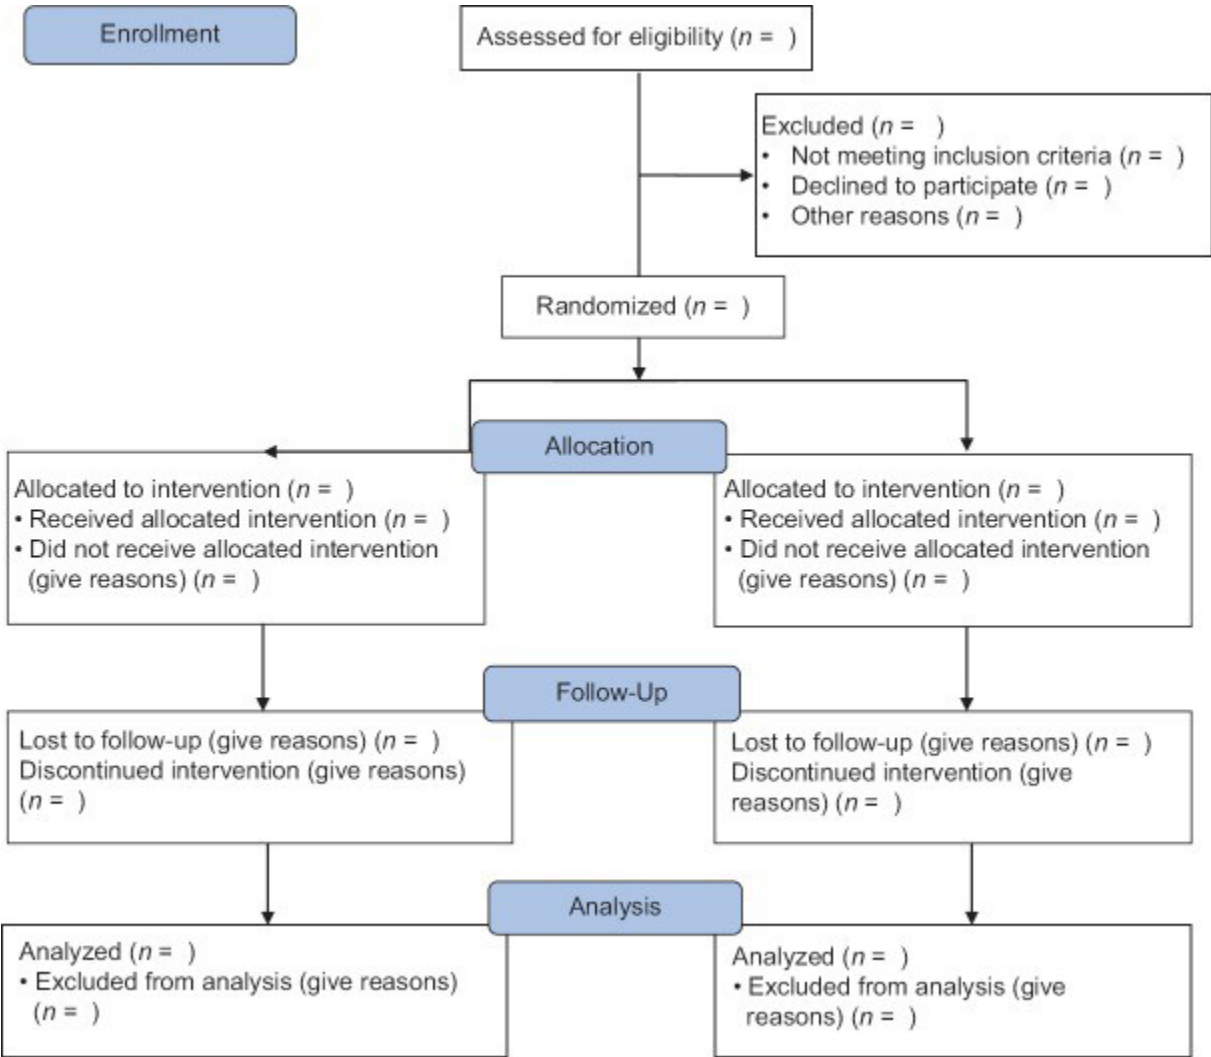 Enrollment
Assessed for eligibility (n =  )
Excluded (n =  )
• Not meeting inclusion criteria (n =  )
• Declined to participate (n =  )
• Other reasons (n =  )
Randomized (n =  )
Allocation
Allocated to intervention (n =  )
• Received allocated intervention (n =  )
• Did not receive allocated intervention
(give reasons) (n =  )
Allocated to intervention (n =  )
• Received allocated intervention (n =  )
• Did not receive allocated intervention
(give reasons) (n =  )
Follow-Up
Lost to follow-up (give reasons) (n =  )
Discontinued intervention (give reasons)
(n =  )
Lost to follow-up (give reasons) (n =  )
Discontinued intervention (give
reasons) (n =  )
Analysis
Analyzed (n =  )
• Excluded from analysis (give reasons)
(n =  )
Analyzed (n =  )
• Excluded from analysis (give
reasons) (n =  )